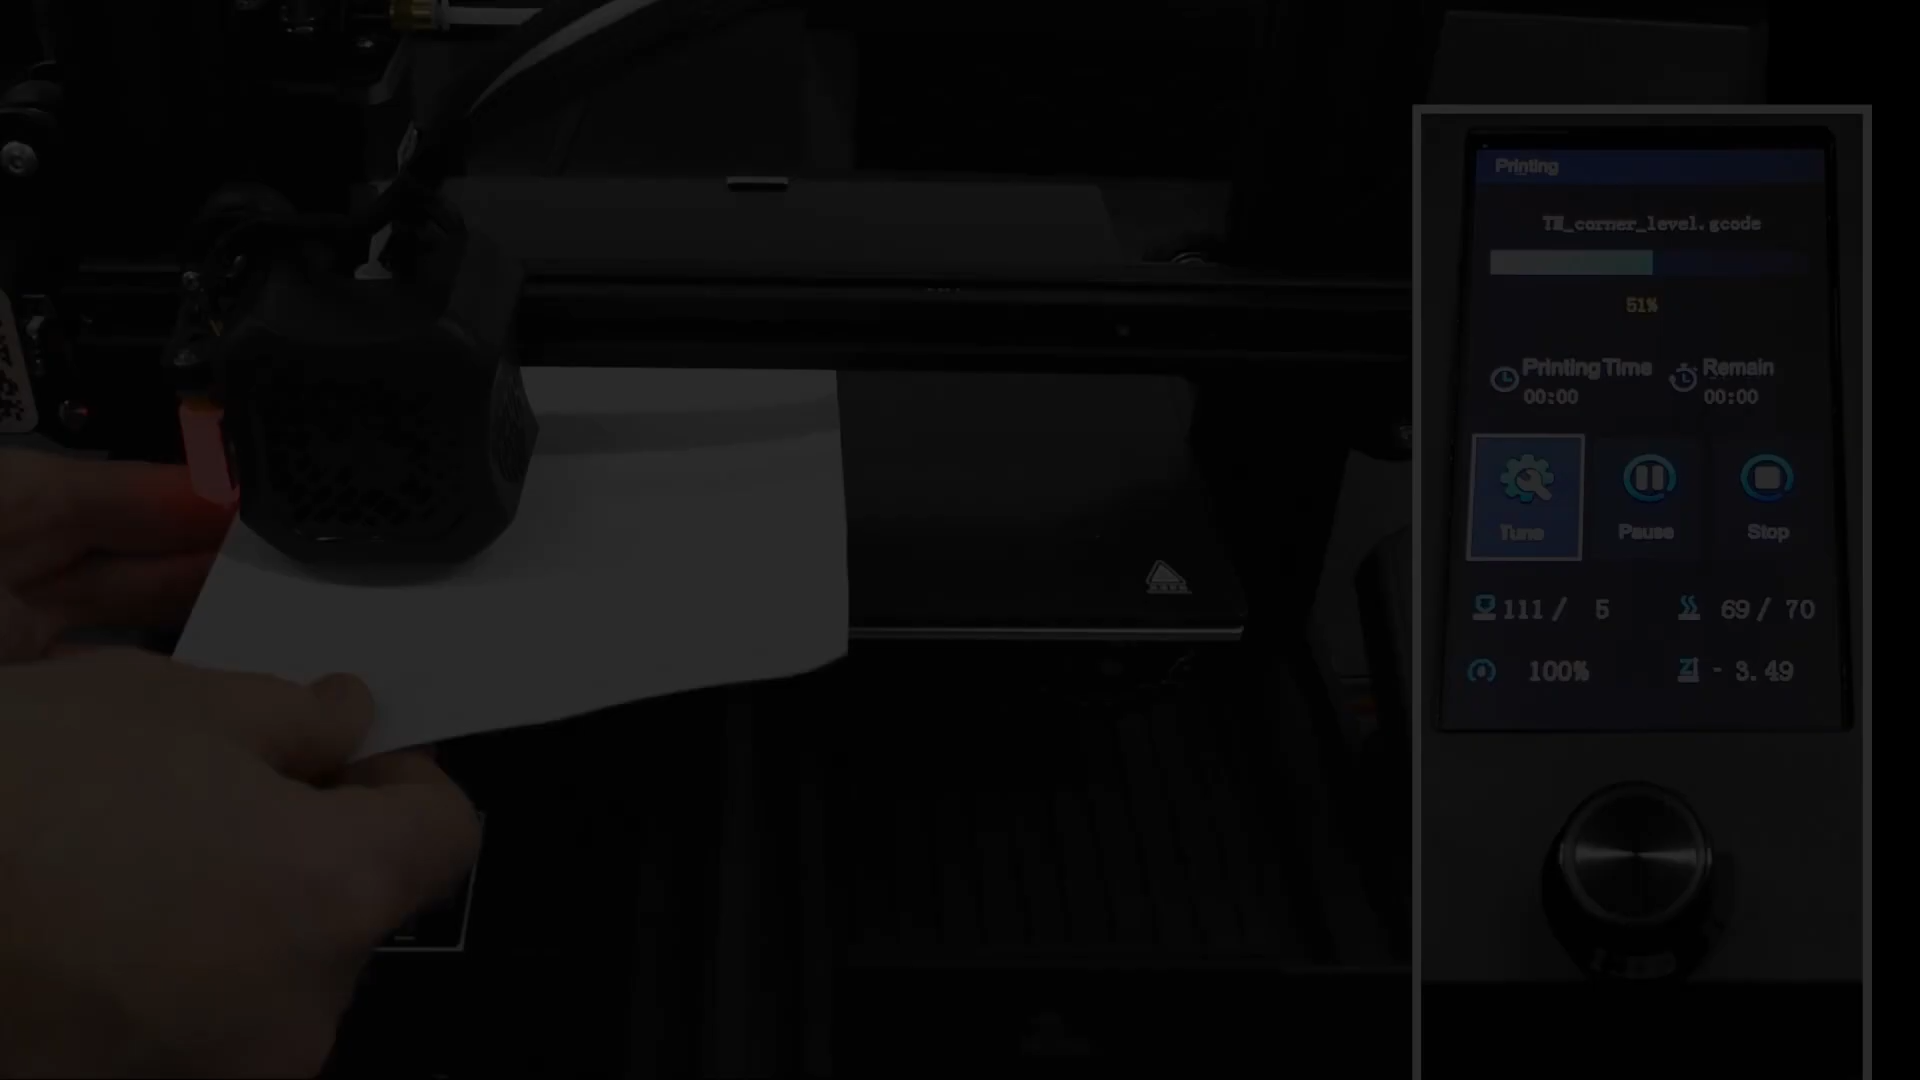 Printing
TM_corner_level.gcode
51%
Printing Time
00:00
Remain
00:00
Tune
Pause
Stop
111 / 5
69 / 70
100%
Z
- 3.49